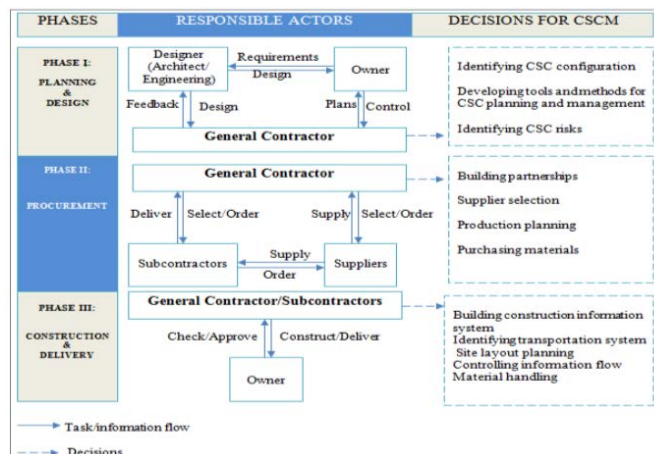 PHASES
RESPONSIBLE ACTORS
DECISIONS FOR CSCM
PHASE I:
PLANNING
&
DESIGN
Designer
(Architect/
Engineering)
Requirements
Design
Owner
Feedback
Design
Plans
Control
General Contractor
Identifying CSC configuration
Developing tools and methods for
CSC planning and management
Identifying CSC risks
PHASE II:
PROCUREMENT
General Contractor
Deliver
Select/Order
Supply
Select/Order
Subcontractors
Supply
Order
Suppliers
Building partnerships
Supplier selection
Production planning
Purchasing materials
PHASE III:
CONSTRUCTION
&
DELIVERY
General Contractor/Subcontractors
Check/Approve
Construct/Deliver
Owner
Building construction information
system
Identifying transportation system
Site layout planning
Controlling information flow
Material handling
Task/information flow
Decisions